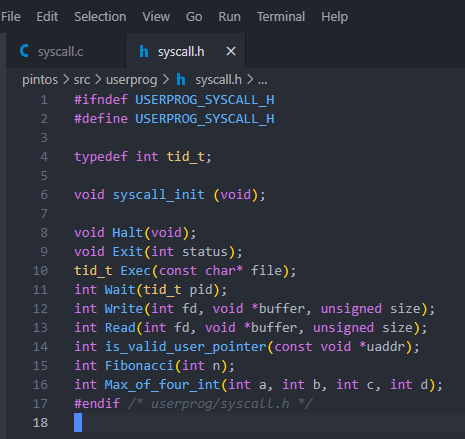 File Edit Selection View Go Run Terminal Help
C syscall.c h syscall.h ×
pintos > src > userprog > h syscall.h > ...
1 #ifndef USERPROG_SYSCALL_H
2 #define USERPROG_SYSCALL_H
3
4 typedef int tid_t;
5
6 void syscall_init (void);
7
8 void Halt(void);
9 void Exit(int status);
10 tid_t Exec(const char* file);
11 int Wait(tid_t pid);
12 int Write(int fd, void *buffer, unsigned size);
13 int Read(int fd, void *buffer, unsigned size);
14 int is_valid_user_pointer(const void *uaddr);
15 int Fibonacci(int n);
16 int Max_of_four_int(int a, int b, int c, int d);
17 #endif /* userprog/syscall.h */
18